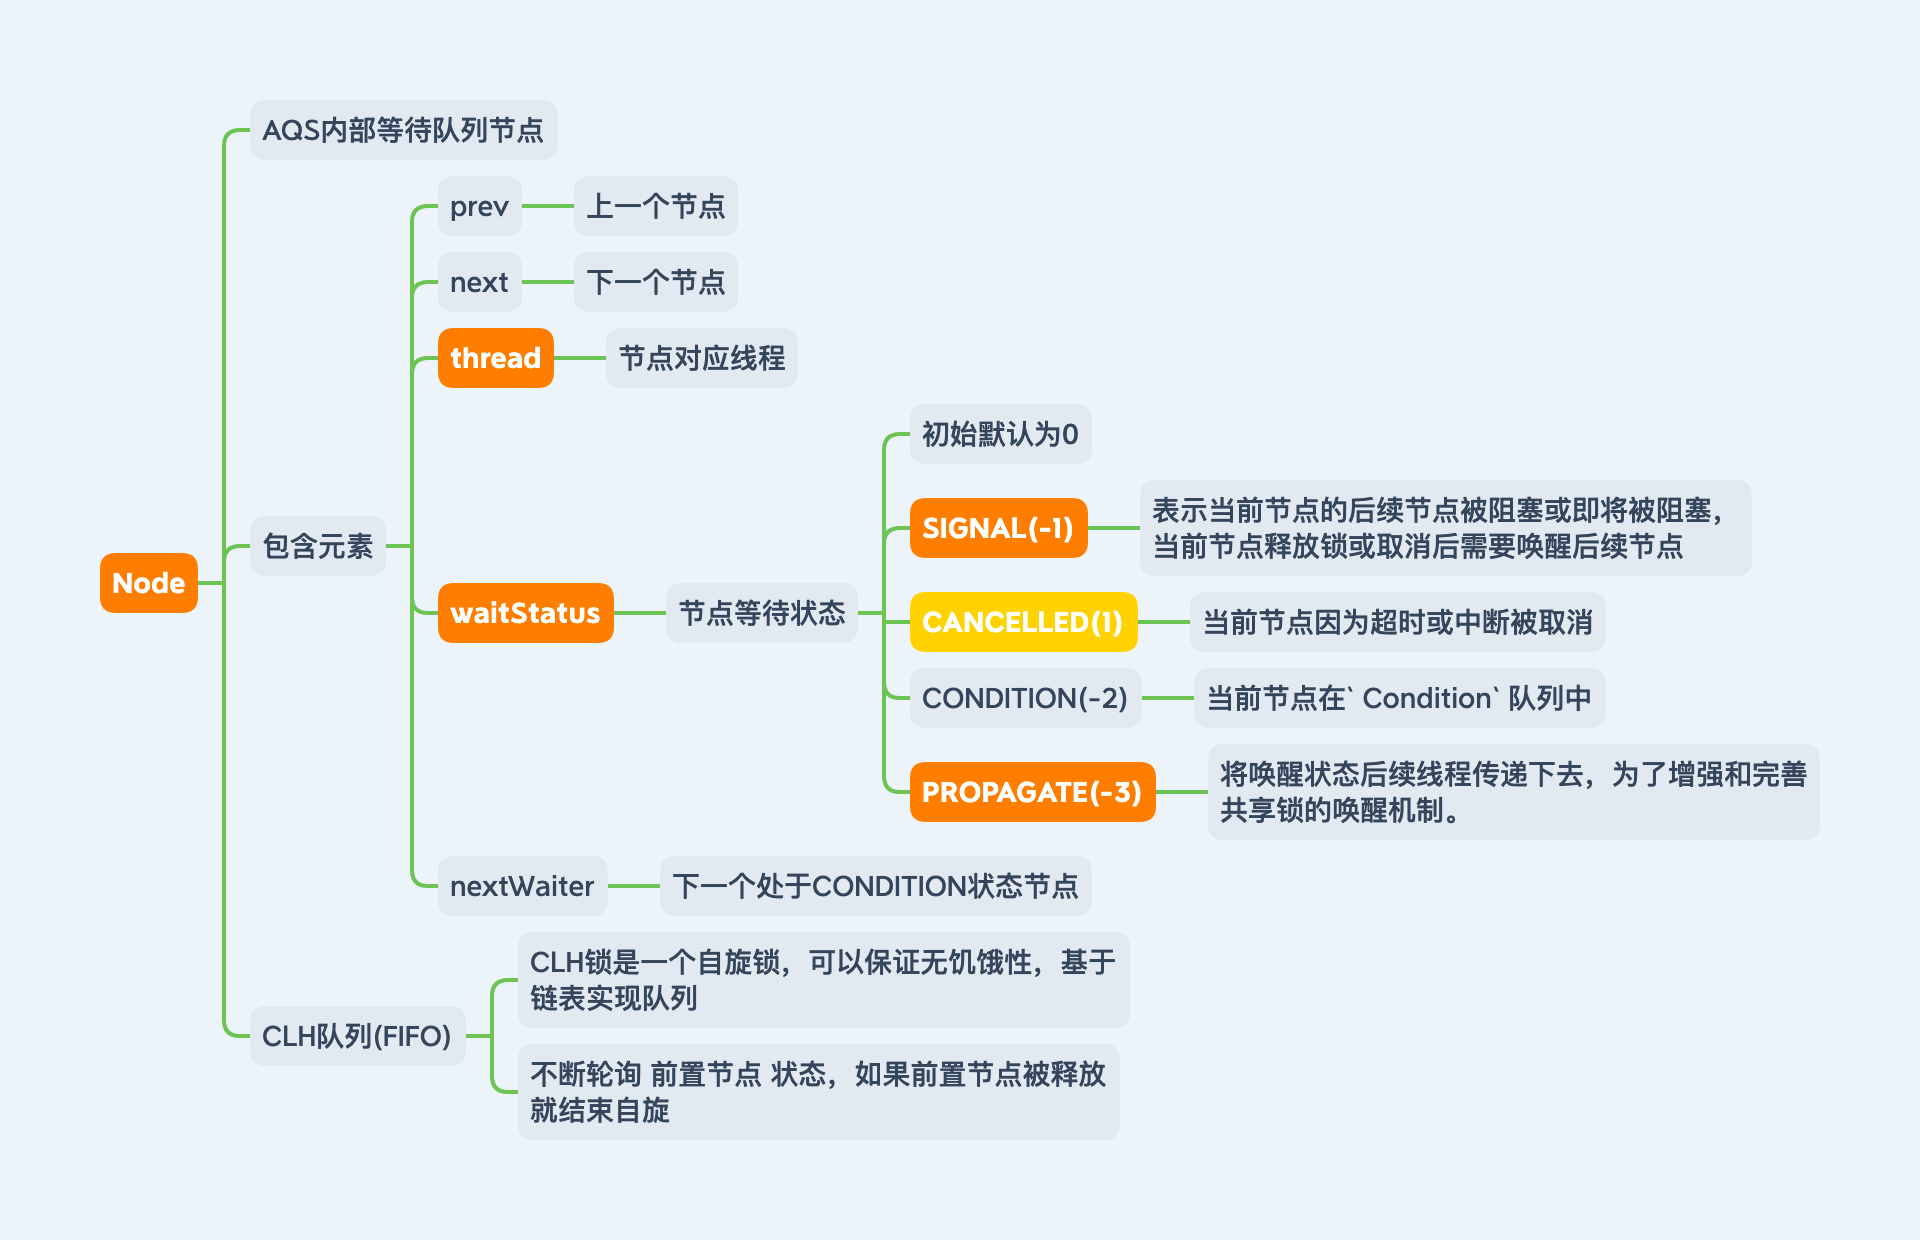 Node
AQS内部等待队列节点
包含元素
prev
上一个节点
next
下一个节点
thread
节点对应线程
waitStatus
节点等待状态
初始默认为0
SIGNAL(-1)
表示当前节点的后续节点被阻塞或即将被阻塞，
当前节点释放锁或取消后需要唤醒后续节点
CANCELLED(1)
当前节点因为超时或中断被取消
CONDITION(-2)
当前节点在` Condition` 队列中
PROPAGATE(-3)
将唤醒状态后续线程传递下去，为了增强和完善
共享锁的唤醒机制。
nextWaiter
下一个处于CONDITION状态节点
CLH队列(FIFO)
CLH锁是一个自旋锁，可以保证无饥饿性，基于
链表实现队列
不断轮询 前置节点 状态，如果前置节点被释放
就结束自旋